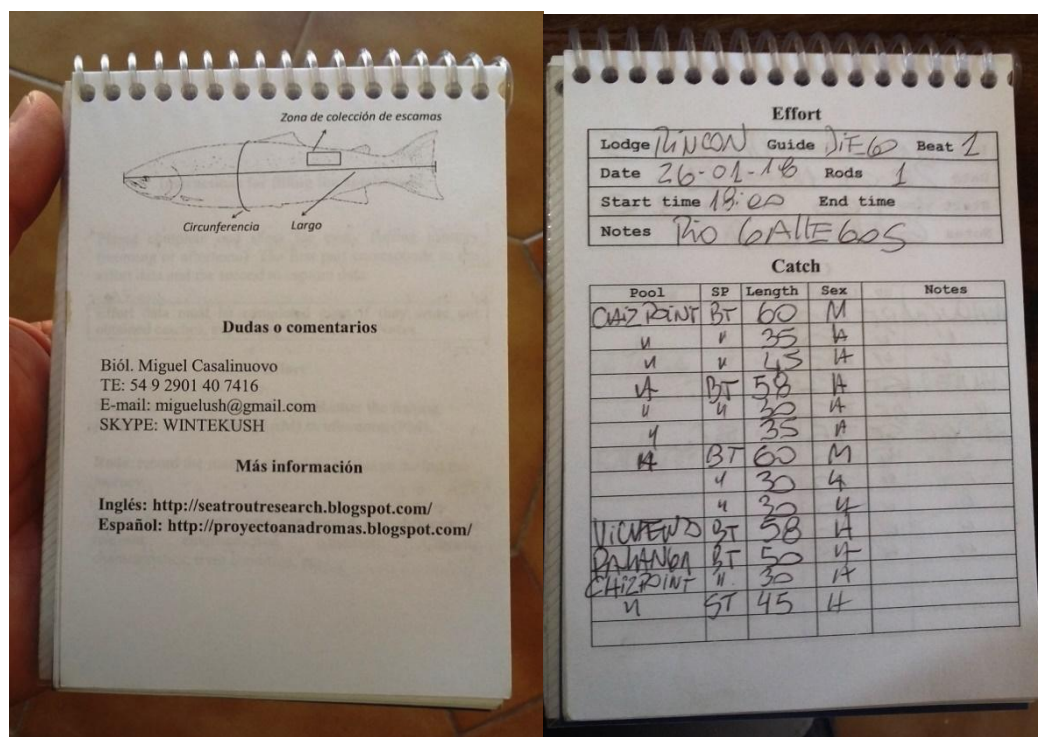 Zona de colección de escamas
Circunferencia Largo
Dudas o comentarios
Biól. Miguel Casalinuovo
TE: 54 9 2901 40 7416
E-mail: miguelush@gmail.com
SKYPE: WINTEKUSH
Más información
Inglés: http://seatroutresearch.blogspot.com/
Español: http://proyectoanadromas.blogspot.com/
Effort
Lodge RINCON Guide DiEGO Beat 1
Date 26-01-18 Rods 1
Start time 18:00 End time
Notes RiO GALLEGOS
Catch
Pool SP Length Sex Notes
BT 60 M
" " 35 H
" " 45 H
" BT 58 H
" " 30 H
" 35 H
" BT 60 M
" 30
" 30
BT 58 H
BT 50
CHIZPOINT " 30 H
" ST 45 H